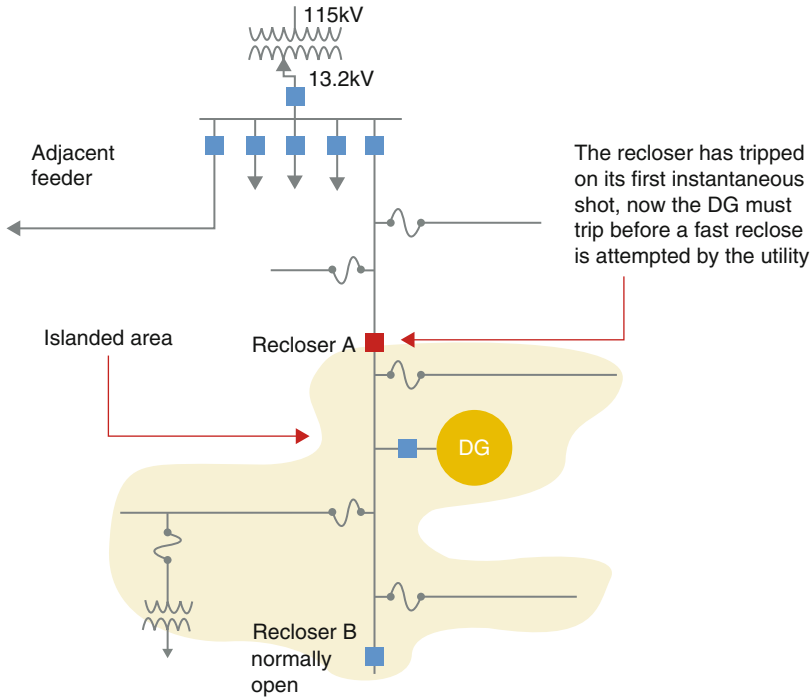 115kV
13.2kV
Adjacent
feeder
The recloser has tripped
on its first instantaneous
shot, now the DG must
trip before a fast reclose
is attempted by the utility
Islanded area
Recloser A
DG
Recloser B
normally
open